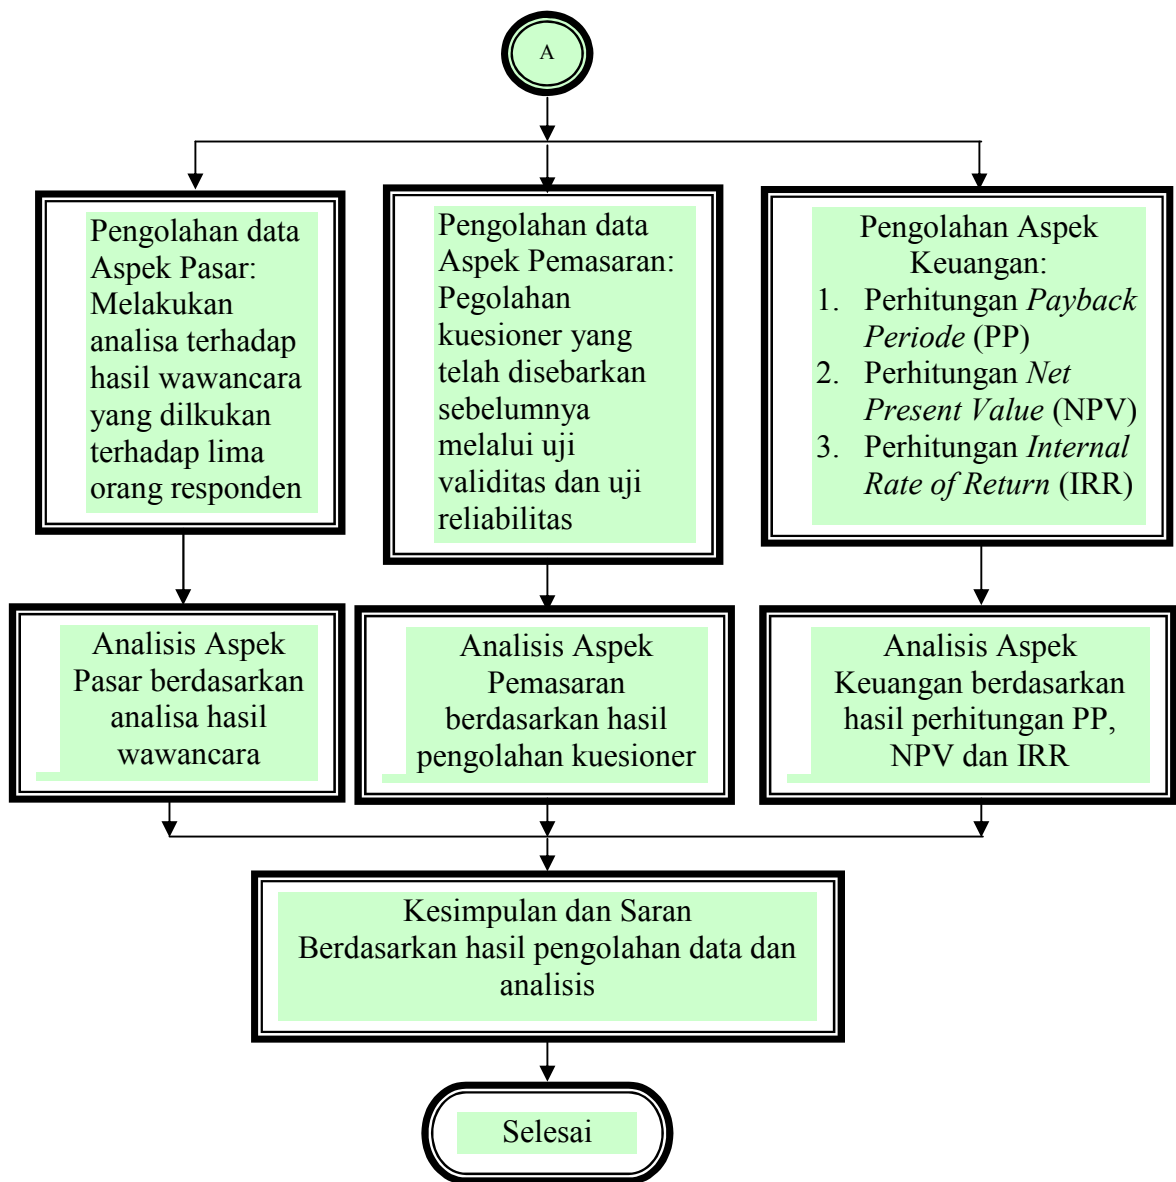 A
Pengolahan data
Aspek Pasar:
Melakukan
analisa terhadap
hasil wawancara
yang dilkukan
terhadap lima
orang responden
Pengolahan data
Aspek Pemasaran:
Pegolahan
kuesioner yang
telah disebarkan
sebelumnya
melalui uji
validitas dan uji
reliabilitas
Pengolahan Aspek
Keuangan:
1. Perhitungan Payback
Periode (PP)
2. Perhitungan Net
Present Value (NPV)
3. Perhitungan Internal
Rate of Return (IRR)
Analisis Aspek
Pasar berdasarkan
analisa hasil
wawancara
Analisis Aspek
Pemasaran
berdasarkan hasil
pengolahan kuesioner
Analisis Aspek
Keuangan berdasarkan
hasil perhitungan PP,
NPV dan IRR
Kesimpulan dan Saran
Berdasarkan hasil pengolahan data dan
analisis
Selesai